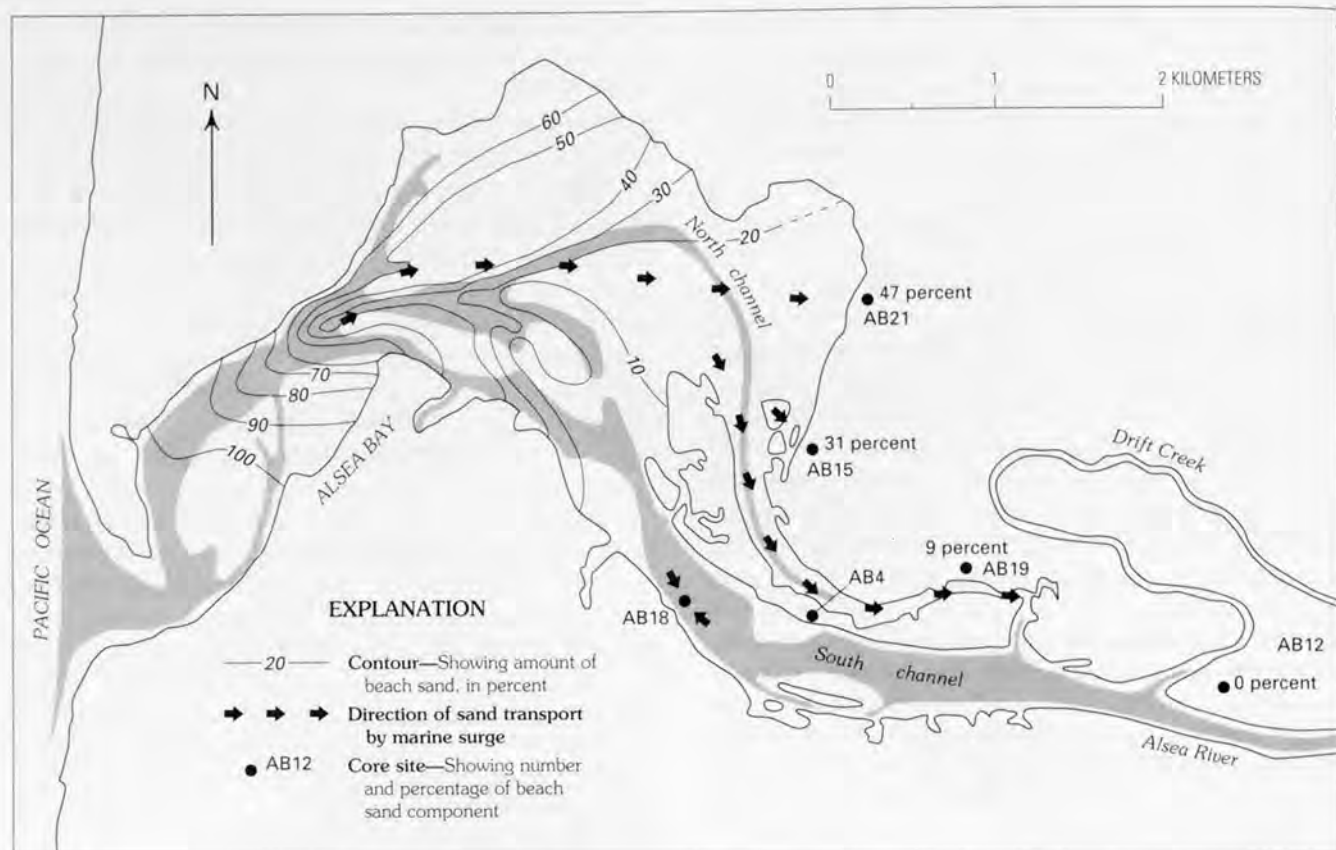 0 1 2 KILOMETERS
N
60
50
40
30
20
North channel
47 percent
AB21
10
70
80
90
100
ALSEA BAY
31 percent
AB15
Drift Creek
9 percent
AB19
AB4
PACIFIC OCEAN
AB18
South channel
AB12
0 percent
Alsea River
EXPLANATION
20 Contour—Showing amount of
beach sand, in percent
Direction of sand transport
by marine surge
AB12 Core site—Showing number
and percentage of beach
sand component